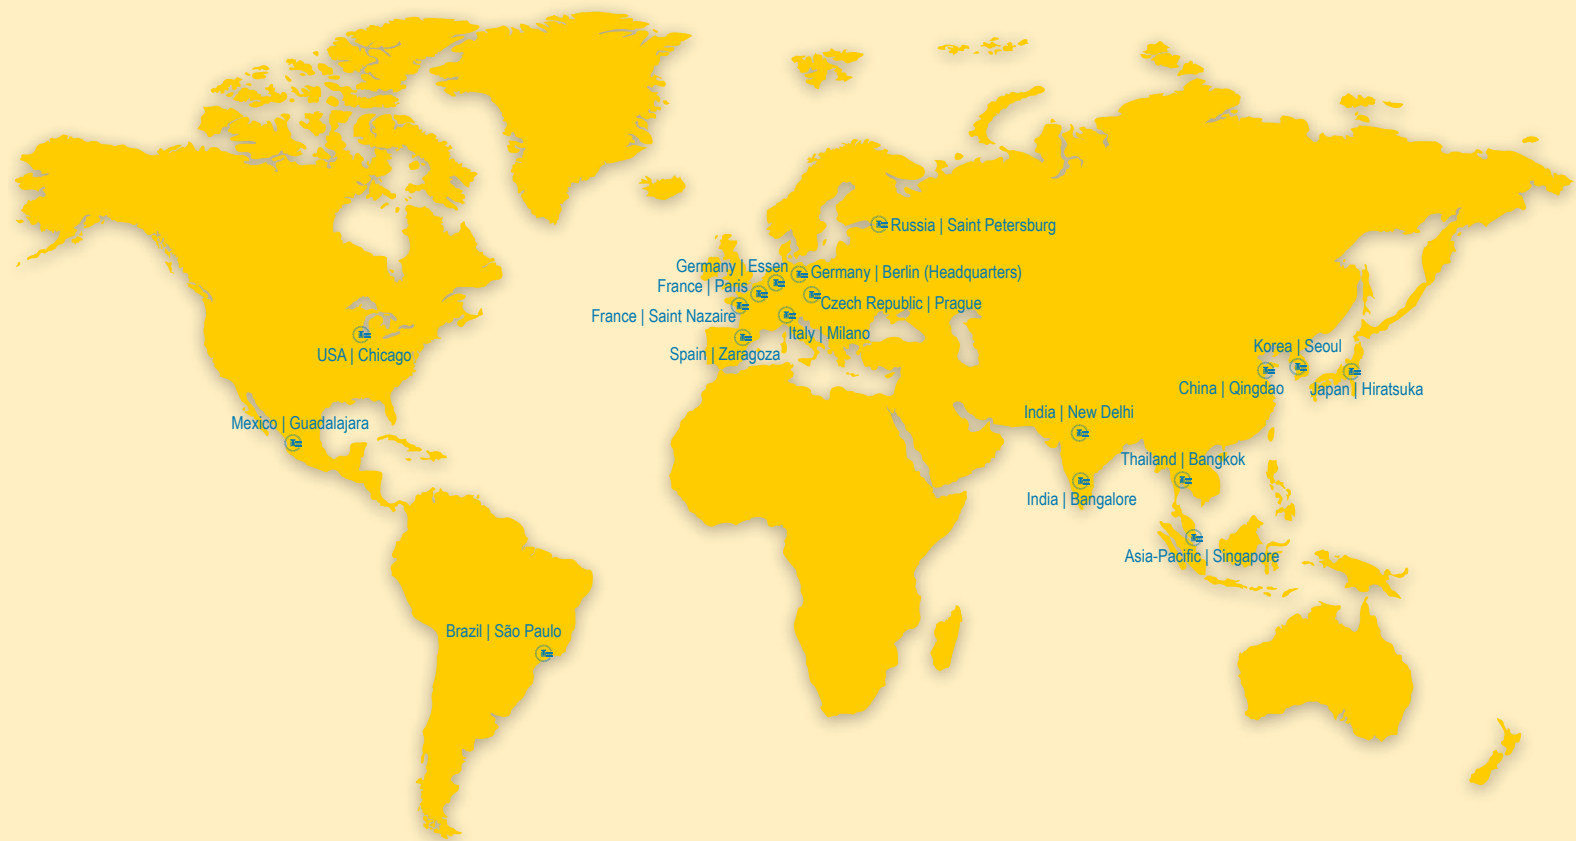 Russia | Saint Petersburg
Germany | Essen
Germany | Berlin (Headquarters)
France | Paris
Czech Republic | Prague
France | Saint Nazaire
Italy | Milano
Spain | Zaragoza
USA | Chicago
Korea | Seoul
China | Qingdao
Japan | Hiratsuka
Mexico | Guadalajara
India | New Delhi
Thailand | Bangkok
India | Bangalore
Asia-Pacific | Singapore
Brazil | São Paulo